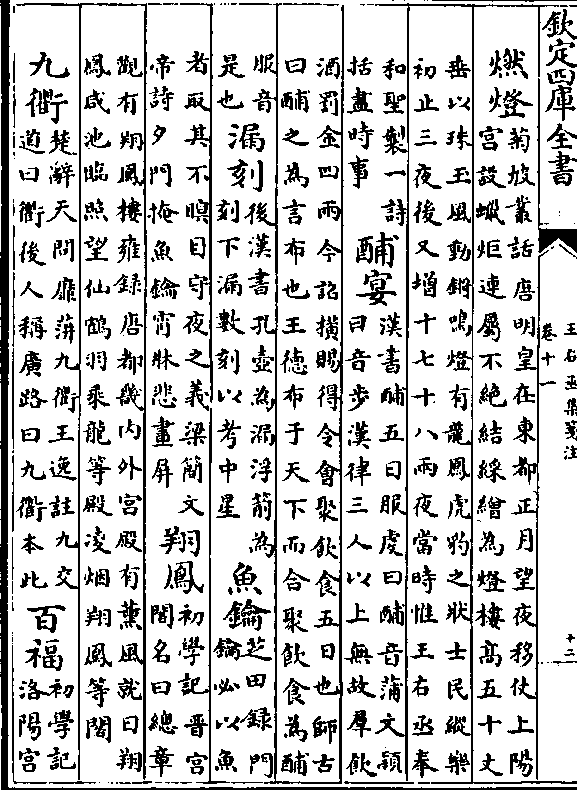 欽定四庫全書
王右丞集箋注
卷十一
十二
燃燈
菊坡叢話唐明皇在東都正月望夜移仗上陽
宮設蠟炬連屬不絕結綵繒為燈樓高五十丈
垂以珠玉風動鏘鳴燈有龍鳳虎豹之狀士民縱樂
初止三夜後又增十七十八兩夜當時惟王右丞奉
和聖製一詩
括盡時事
酺宴
漢書酺五日服虔曰酺音蒲文穎
曰音步漢律三人以上無故羣飲
酒罰金四兩今詔橫賜得令會聚飲食五日也師古
曰酺之為言布也王德布于天下而合聚飲食為酺
服音
是也
漏刻
後漢書孔壺為漏浮箭為
刻下漏數刻以考中星
魚鑰
芝田錄門
鑰必以魚
者取其不瞑目守夜之義梁簡文
帝詩夕門掩魚鑰宵牀悲畫屏
翔鳳
初學記晋宮
閣名曰總章
觀有翔鳳樓雍錄唐都畿内外宮殿有薰風就日翔
鳳咸池臨照望仙鶴羽乘龍等殿凌烟翔鳳等閣
九衢
楚辭天問靡蓱九衢王逸註九交
道曰衢後人稱廣路曰九衢本此
百福
初學記
洛陽宮